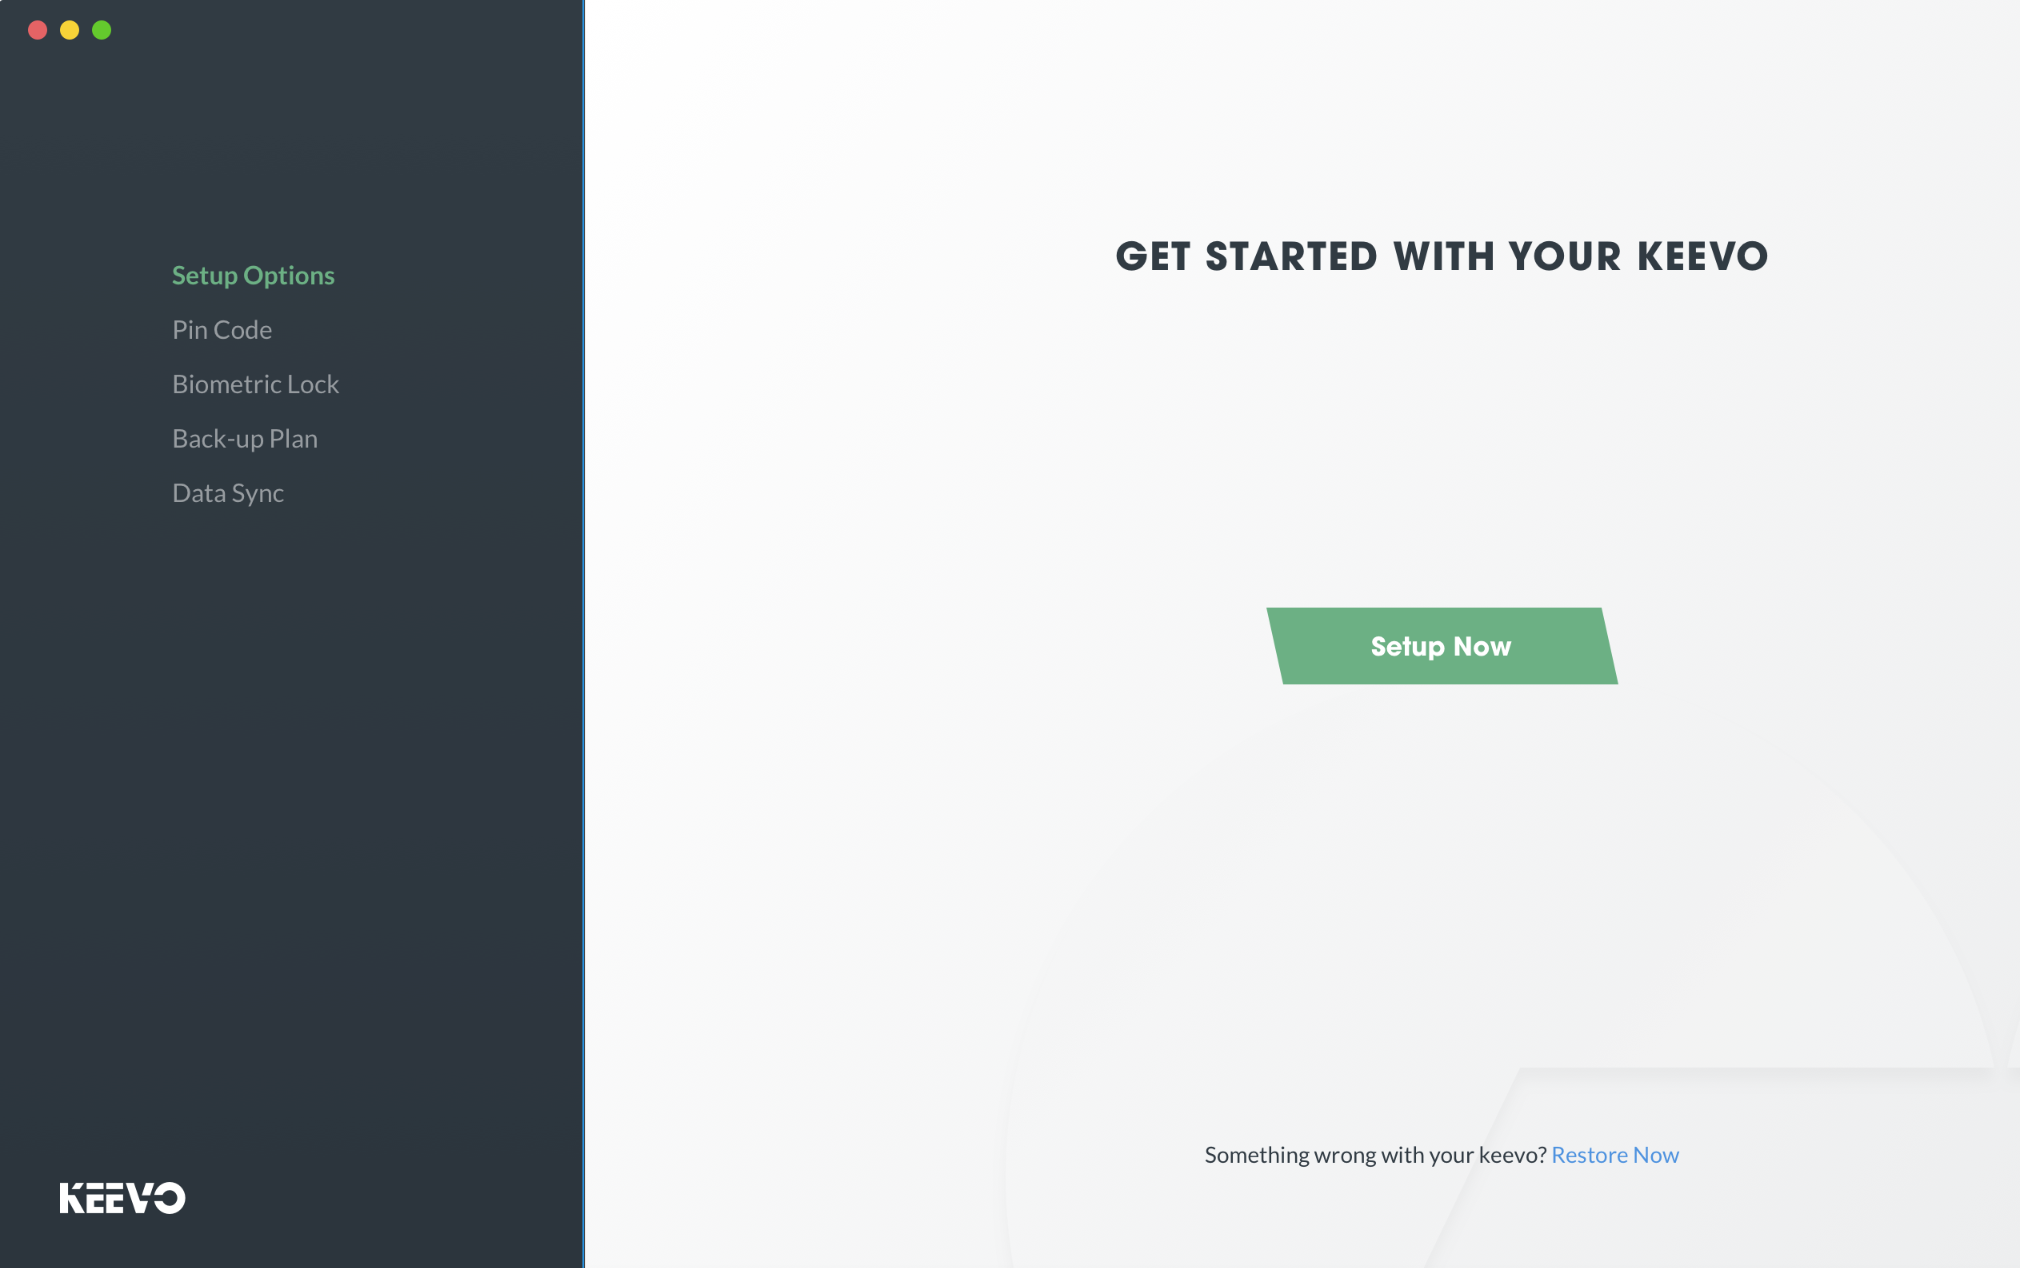 Setup Options
Pin Code
Biometric Lock
Back-up Plan
Data Sync
KEEVO
GET STARTED WITH YOUR KEEVO
Setup Now
Something wrong with your keevo? Restore Now